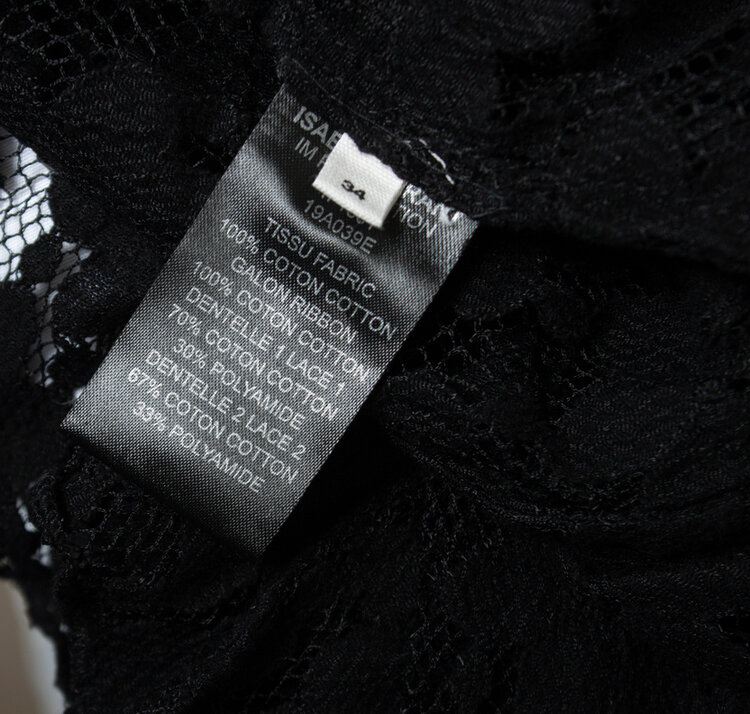 34
19A039E
TISSU FABRIC
100% COTON COTTON
GALON RIBBON
100% COTON COTTON
DENTELLE 1 LACE 1
70% COTON COTTON
30% POLYAMIDE
DENTELLE 2 LACE 2
67% COTON COTTON
33% POLYAMIDE